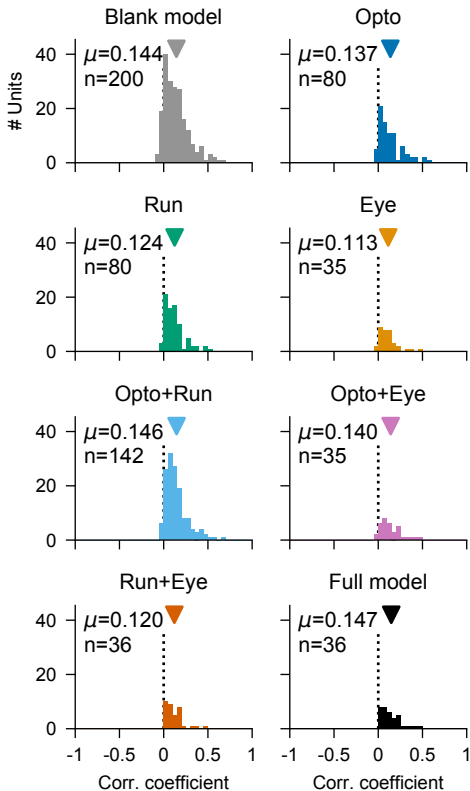 Blank model
μ=0.144
n=200
# Units
40
20
0
Opto
μ=0.137
n=80
Run
μ=0.124
n=80
40
20
0
Eye
μ=0.113
n=35
Opto+Run
μ=0.146
n=142
40
20
0
Opto+Eye
μ=0.140
n=35
Run+Eye
μ=0.120
n=36
40
20
0
-1 -0.5 0 0.5 1
Corr. coefficient
Full model
μ=0.147
n=36
-1 -0.5 0 0.5 1
Corr. coefficient